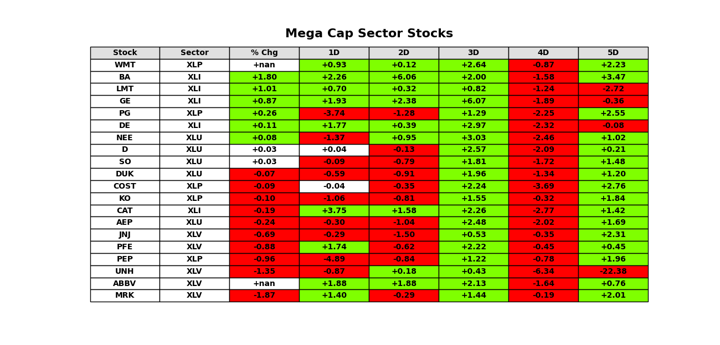 Mega Cap Sector Stocks
Stock Sector % Chg 1D 2D 3D 4D 5D
WMT XLP +nan +0.93 +0.12 +2.64 -0.87 +2.23
BA XLI +1.80 +2.26 +6.06 +2.00 -1.58 +3.47
LMT XLI +1.01 +0.70 +0.32 +0.82 -1.24 -2.72
GE XLI +0.87 +1.93 +2.38 +6.07 -1.89 -0.36
PG XLP +0.26 -3.74 -1.28 +1.29 -2.25 +2.55
DE XLI +0.11 +1.77 +0.39 +2.97 -2.32 -0.08
NEE XLU +0.08 -1.37 +0.95 +3.03 -2.46 +1.02
D XLU +0.03 +0.04 -0.13 +2.57 -2.09 +0.21
SO XLU +0.03 -0.09 -0.79 +1.81 -1.72 +1.48
DUK XLU -0.07 -0.59 -0.91 +1.96 -1.34 +1.20
COST XLP -0.09 -0.04 -0.35 +2.24 -3.69 +2.76
KO XLP -0.10 -1.06 -0.81 +1.55 -0.32 +1.84
CAT XLI -0.19 +3.75 +1.58 +2.26 -2.77 +1.42
AEP XLU -0.24 -0.30 -1.04 +2.48 -2.02 +1.69
JNJ XLV -0.69 -0.29 -1.50 +0.53 -0.35 +2.31
PFE XLV -0.88 +1.74 -0.62 +2.22 -0.45 +0.45
PEP XLP -0.96 -4.89 -0.84 +1.22 -0.78 +1.96
UNH XLV -1.35 -0.87 +0.18 +0.43 -6.34 -22.38
ABBV XLV +nan +1.88 +1.88 +2.13 -1.64 +0.76
MRK XLV -1.87 +1.40 -0.29 +1.44 -0.19 +2.01